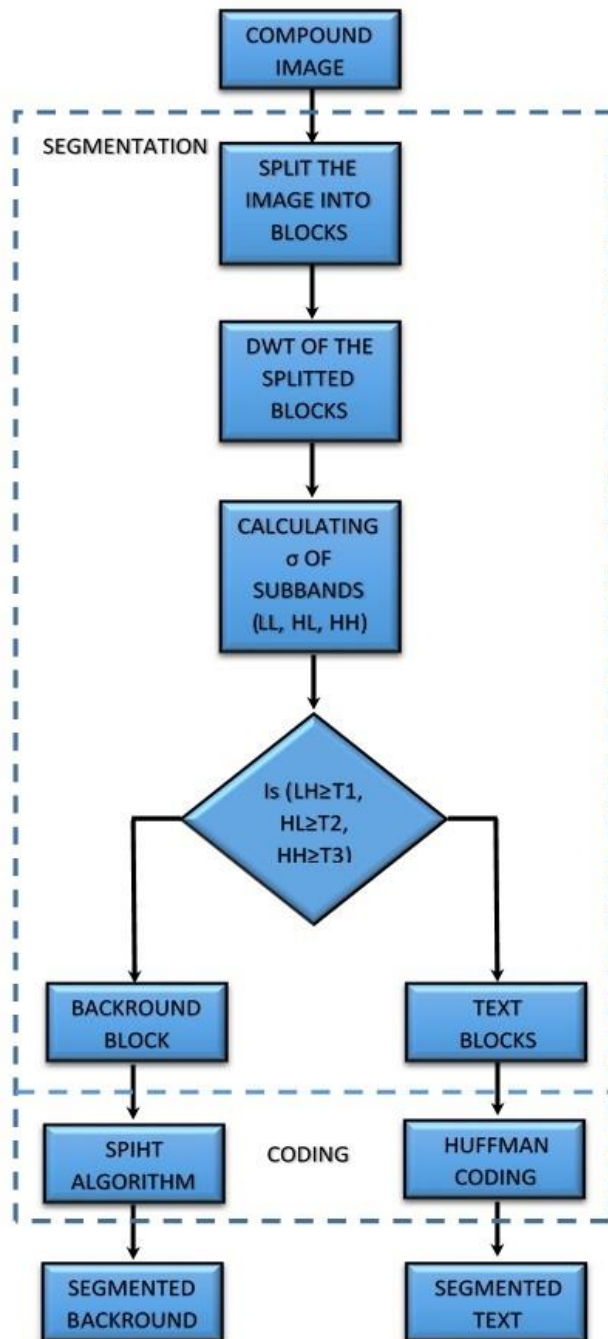 COMPOUND
IMAGE
SEGMENTATION
SPLIT THE
IMAGE INTO
BLOCKS
DWT OF THE
SPLITTED
BLOCKS
CALCULATING
σ OF
SUBBANDS
(LL, HL, HH)
Is (LH≥T1,
HL≥T2,
HH≥T3)
BACKROUND
BLOCK
TEXT
BLOCKS
SPIHT
ALGORITHM
CODING
HUFFMAN
CODING
SEGMENTED
BACKROUND
SEGMENTED
TEXT